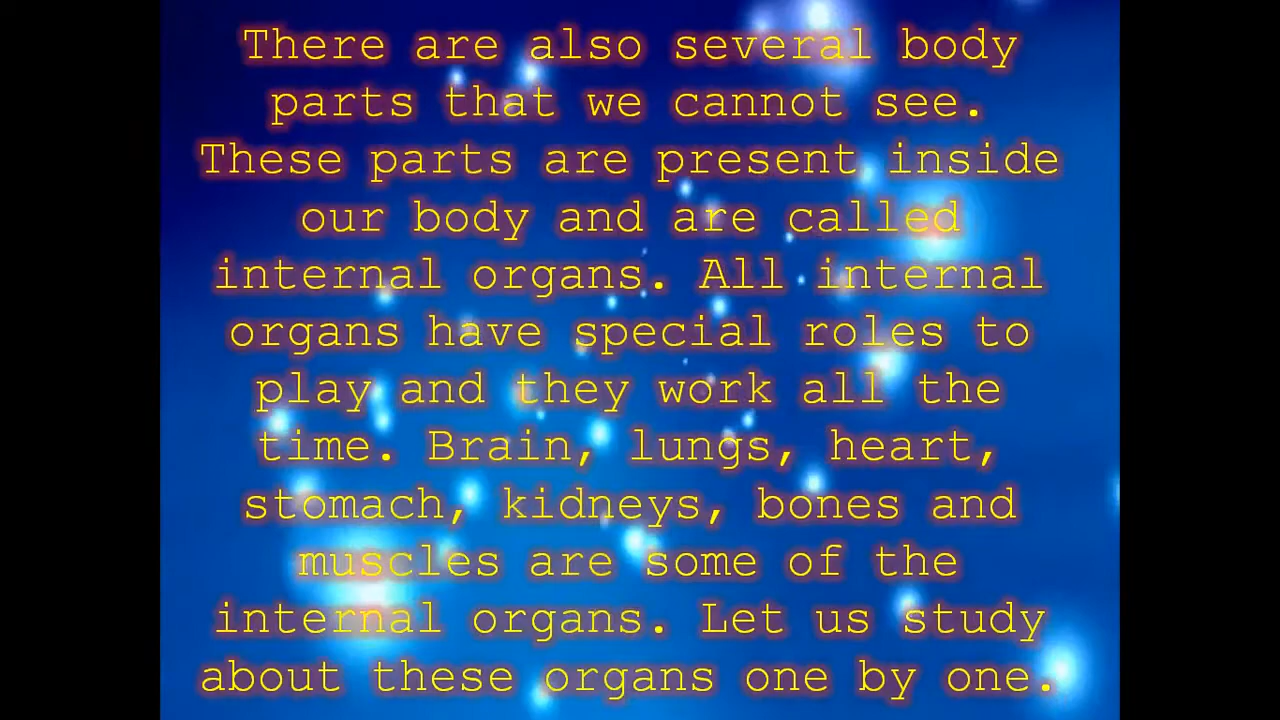 There are also several body
parts that we cannot see.
These parts are present inside
our body and are called
internal organs. All internal
organs have special roles to
play and they work all the
time. Brain, lungs, heart,
stomach, kidneys, bones and
muscles are some of the
internal organs. Let us study
about these organs one by one.